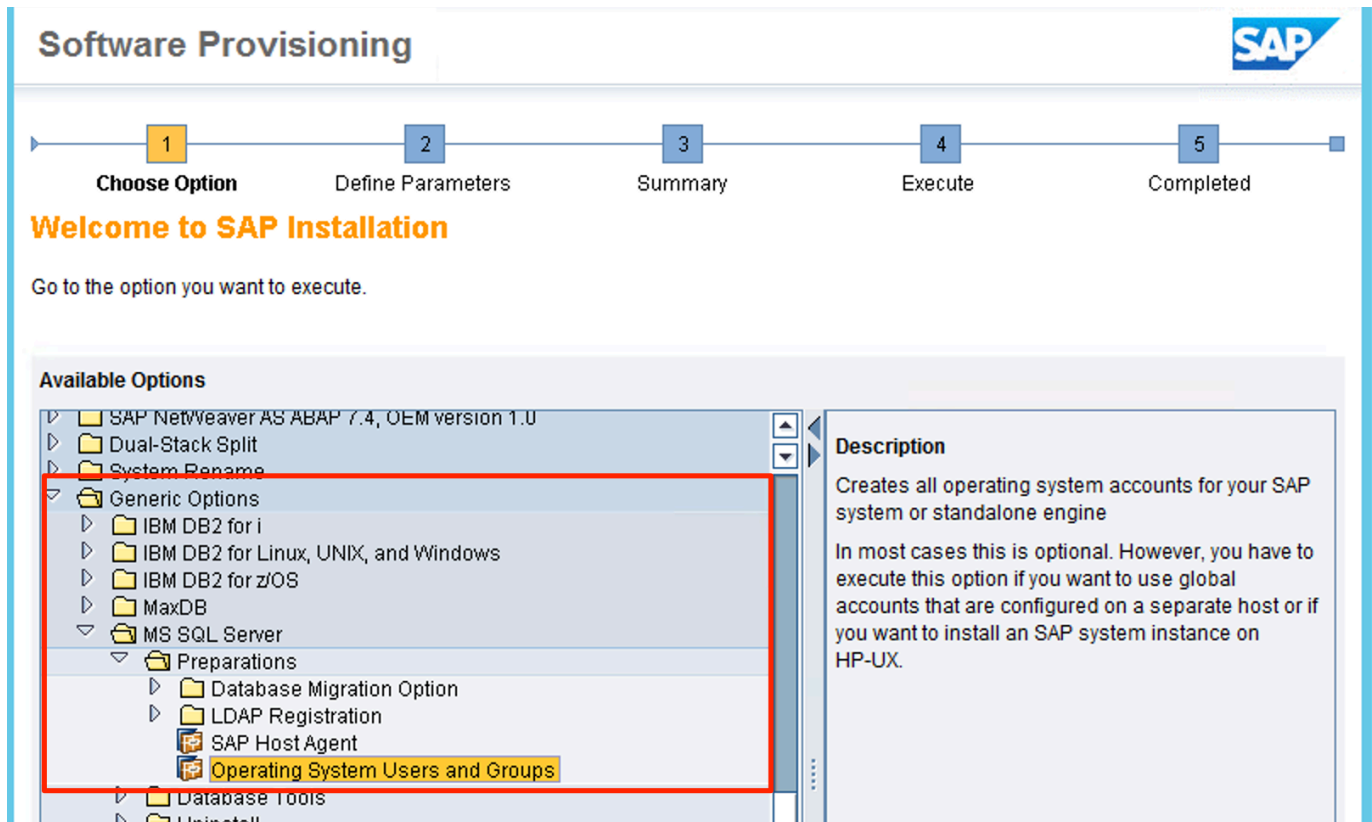 Software Provisioning
SAP
1
2
3
4
5
Choose Option
Define Parameters
Summary
Execute
Completed
Welcome to SAP Installation
Go to the option you want to execute.
Available Options
SAP NetWeaver AS ABAP 7.4, OEM version 1.0
Dual-Stack Split
System Rename
Generic Options
IBM DB2 for i
IBM DB2 for Linux, UNIX, and Windows
IBM DB2 for z/OS
MaxDB
MS SQL Server
Preparations
Database Migration Option
LDAP Registration
SAP Host Agent
Operating System Users and Groups
Database Tools
Uninstall
Description
Creates all operating system accounts for your SAP
system or standalone engine
In most cases this is optional. However, you have to
execute this option if you want to use global
accounts that are configured on a separate host or if
you want to install an SAP system instance on
HP-UX.